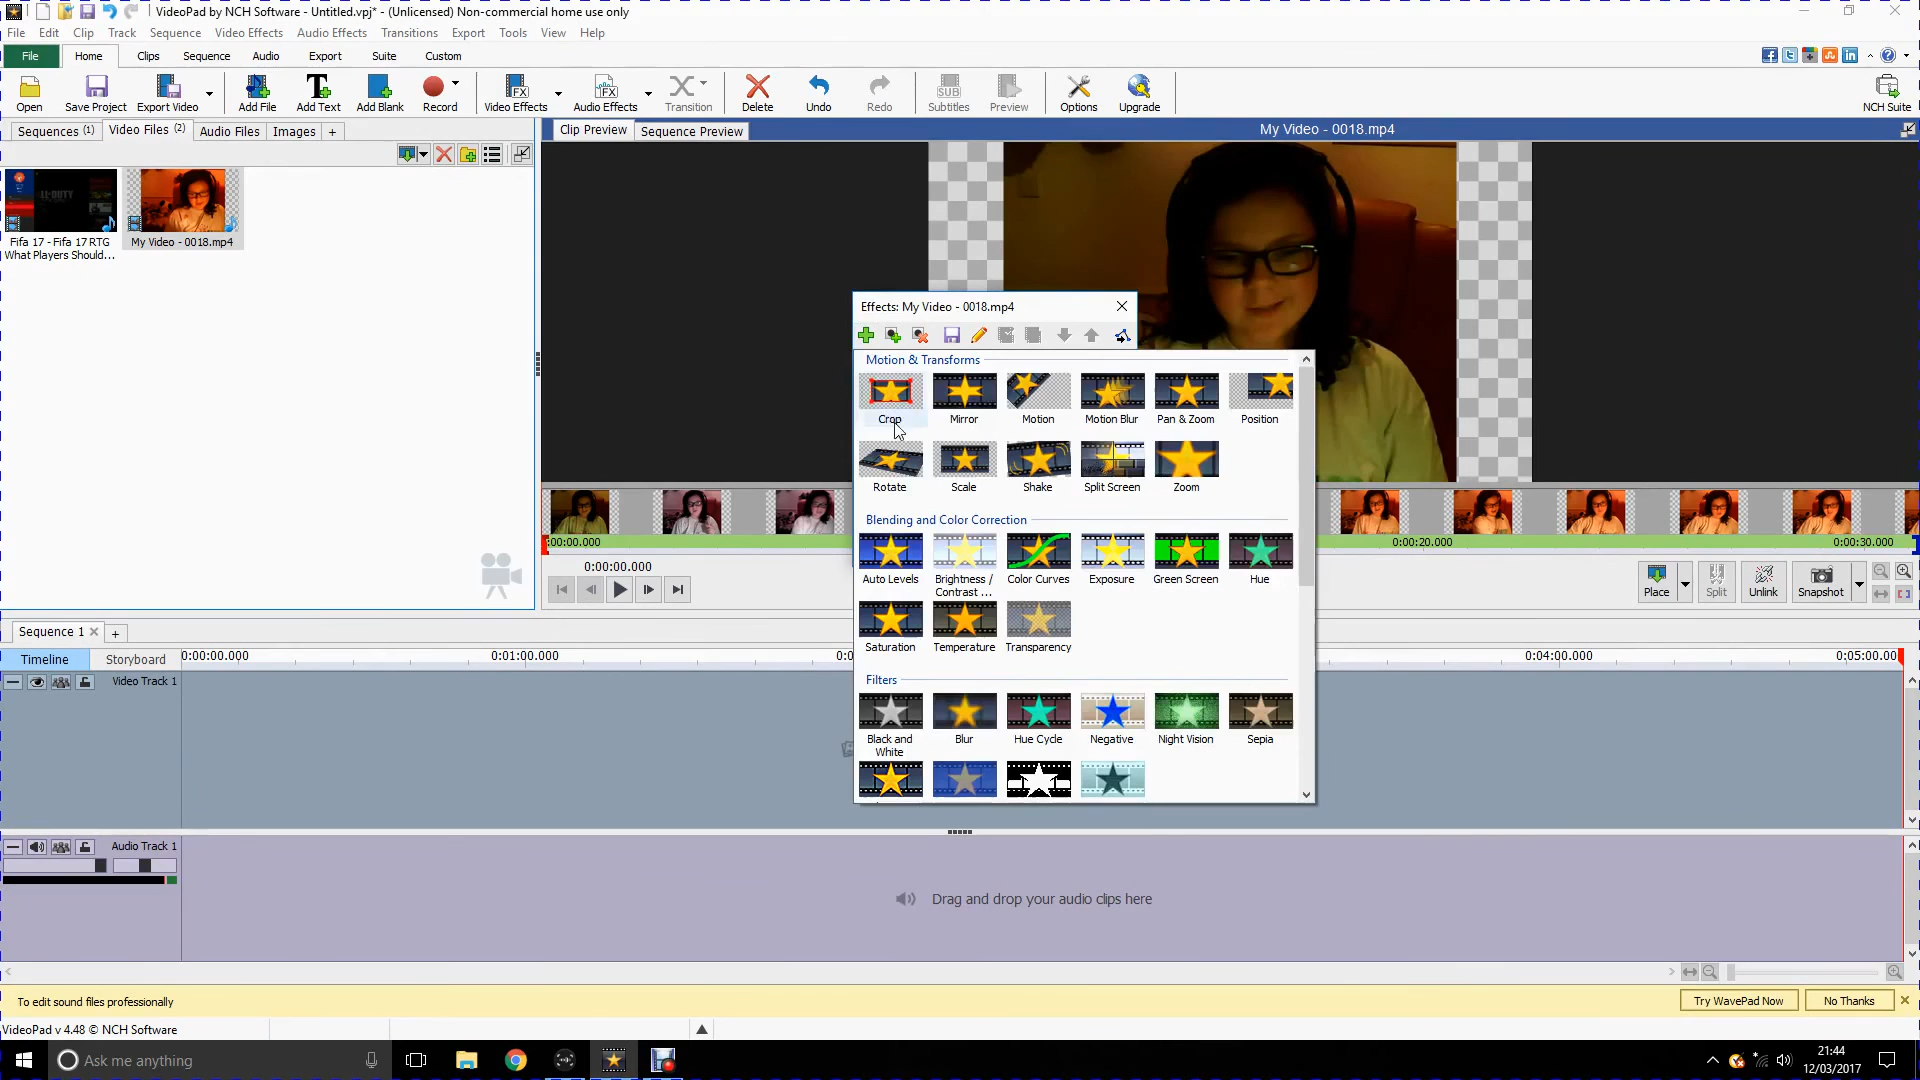 VideoPad by NCH Software - Untitled.vpj* - (Unlicensed) Non-commercial home use only
File Edit Clip Track Sequence Video Effects Audio Effects Transitions Export Tools View Help
File Home Clips Sequence Audio Export Suite Custom
Open Save Project Export Video Add File Add Text Add Blank Record Video Effects Audio Effects Transition Delete Undo Redo Subtitles Preview Options Upgrade NCH Suite
Sequences (1) Video Files (2) Audio Files Images +
Clip Preview Sequence Preview My Video - 0018.mp4
Fifa 17 - Fifa 17 RTG
What Players Should...
My Video - 0018.mp4
Effects: My Video - 0018.mp4
Motion & Transforms
Crop Mirror Motion Motion Blur Pan & Zoom Position
Rotate Scale Shake Split Screen Zoom
Blending and Color Correction
Auto Levels Brightness / Contrast ... Color Curves Exposure Green Screen Hue
Saturation Temperature Transparency
Filters
Black and White Blur Hue Cycle Negative Night Vision Sepia
:00:00.000 0:00:20.000 0:00:30.000
0:00:00.000
Place Split Unlink Snapshot
Sequence 1 +
Timeline Storyboard 0:00:00.000 0:01:00.000 0:0 0:04:00.000 0:05:00.00
Video Track 1
Audio Track 1
Drag and drop your audio clips here
To edit sound files professionally Try WavePad Now No Thanks
VideoPad v 4.48 © NCH Software
Ask me anything
21:44
12/03/2017